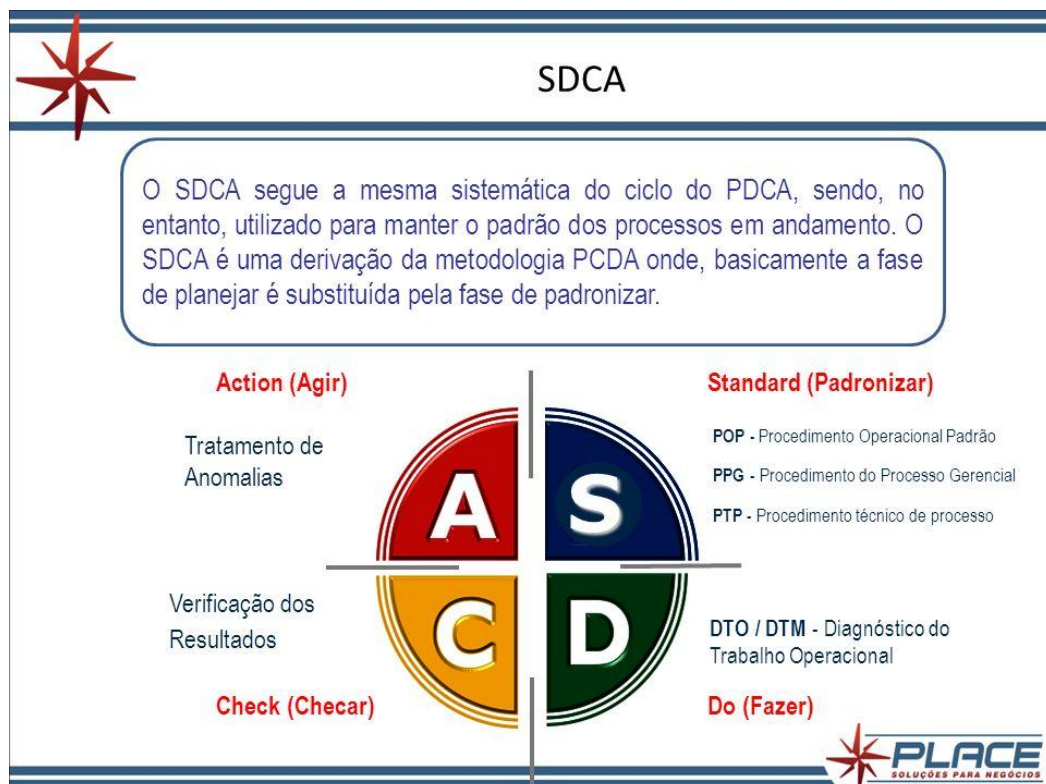 SDCA
O SDCA segue a mesma sistemática do ciclo do PDCA, sendo, no
entanto, utilizado para manter o padrão dos processos em andamento. O
SDCA é uma derivação da metodologia PCDA onde, basicamente a fase
de planejar é substituída pela fase de padronizar.
Action (Agir)
Standard (Padronizar)
Tratamento de
Anomalias
POP - Procedimento Operacional Padrão
PPG - Procedimento do Processo Gerencial
PTP - Procedimento técnico de processo
A S
C D
Verificação dos
Resultados
DTO / DTM - Diagnóstico do
Trabalho Operacional
Check (Checar)
Do (Fazer)
PLACE
SOLUÇÕES PARA NEGÓCIOS